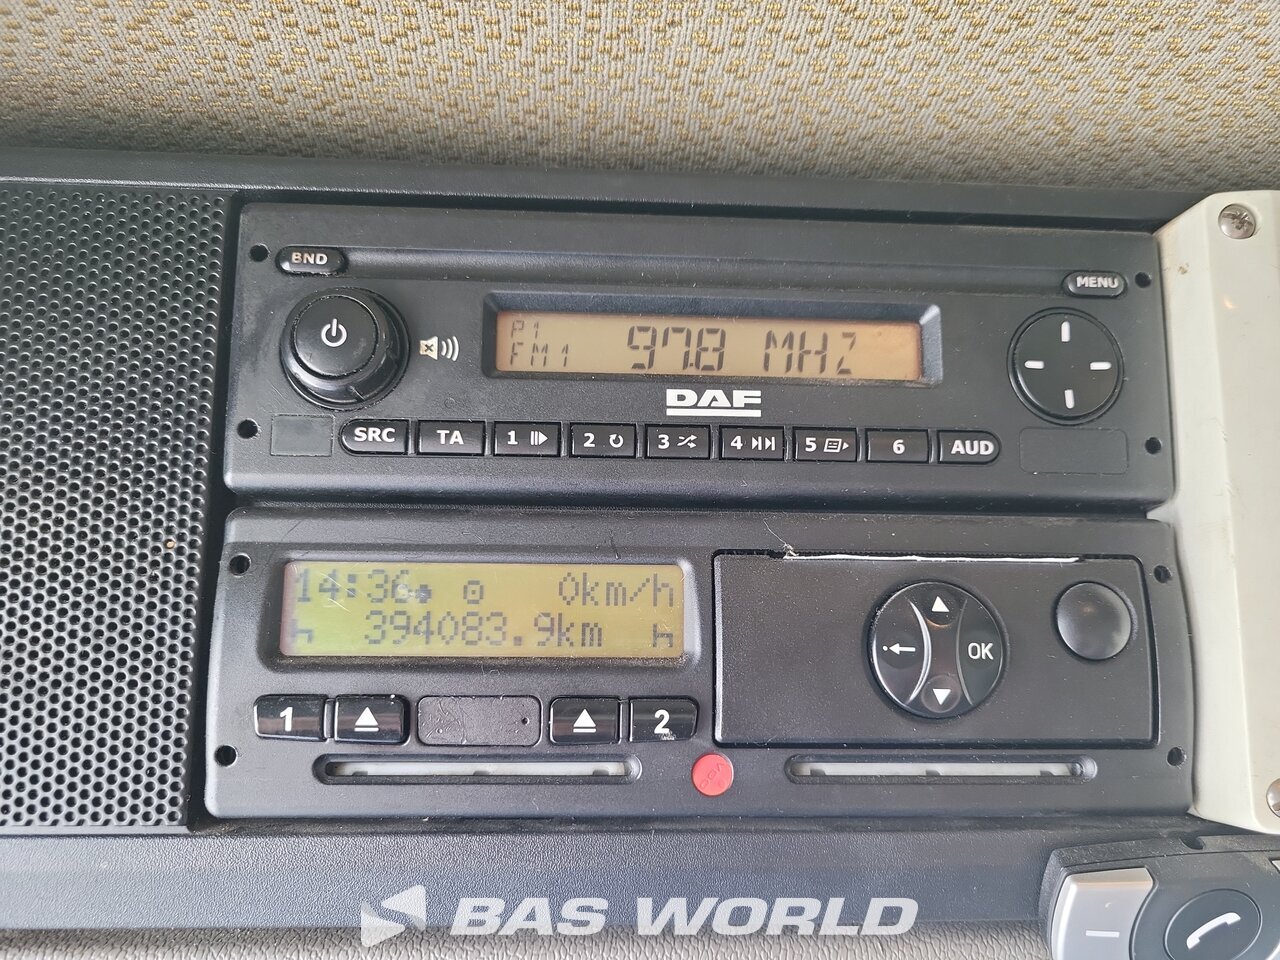 BND
MENU
P1
FM1 97.8 MHZ
DAF
SRC TA 1 2 3 4 5 6 AUD
14:36 0km/h
394083.9km
OK
1 2
BAS WORLD